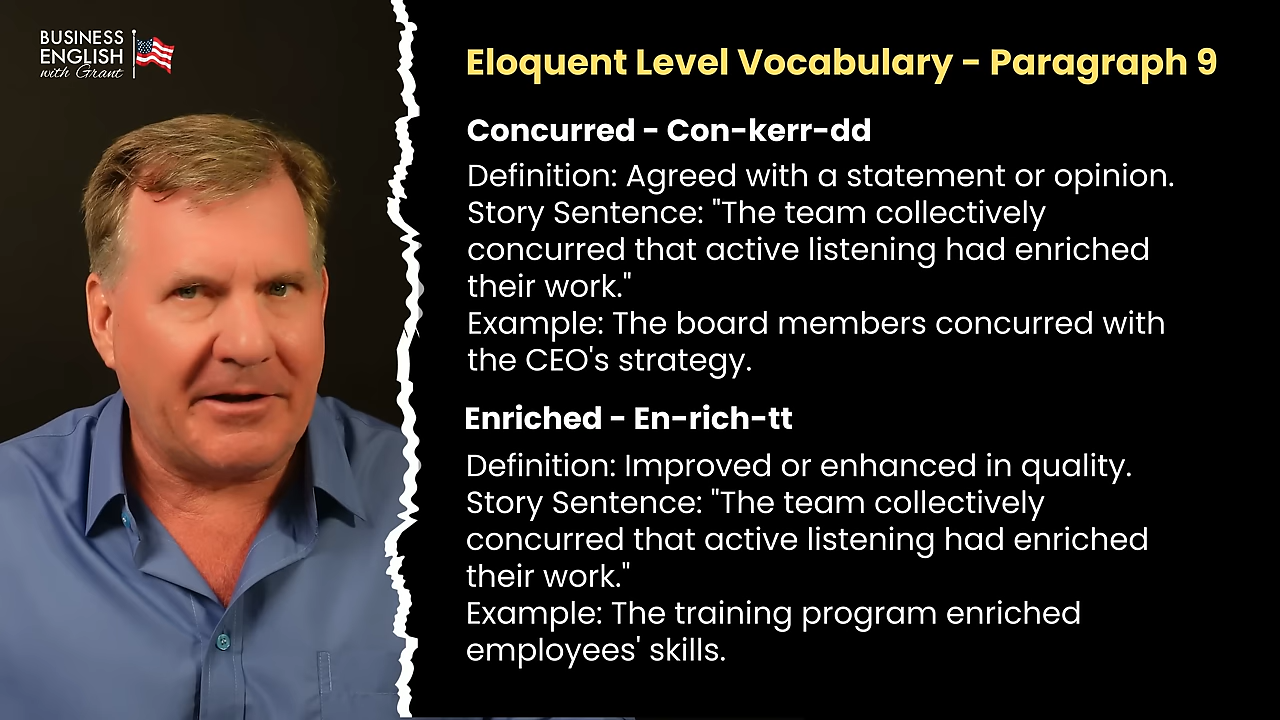 BUSINESS
ENGLISH
with Grant
Eloquent Level Vocabulary - Paragraph 9
Concurred - Con-kerr-dd
Definition: Agreed with a statement or opinion.
Story Sentence: "The team collectively
concurred that active listening had enriched
their work."
Example: The board members concurred with
the CEO's strategy.
Enriched - En-rich-tt
Definition: Improved or enhanced in quality.
Story Sentence: "The team collectively
concurred that active listening had enriched
their work."
Example: The training program enriched
employees' skills.